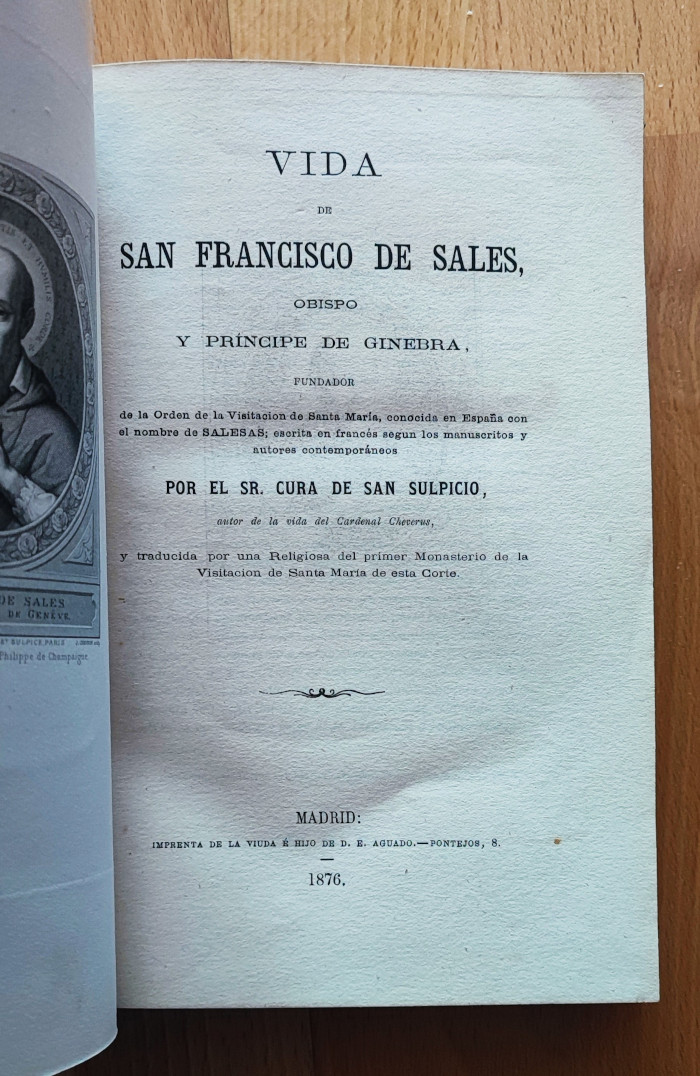 DE SALES
DE GENÈVE.
ET SULPICE, PARIS
Philippe de Champaigne
VIDA
DE
SAN FRANCISCO DE SALES,
OBISPO
Y PRÍNCIPE DE GINEBRA,
FUNDADOR
de la Orden de la Visitacion de Santa María, conocida en España con
el nombre de SALESAS; escrita en francés segun los manuscritos y
autores contemporáneos
POR EL SR. CURA DE SAN SULPICIO,
autor de la vida del Cardenal Cheverus,
y traducida por una Religiosa del primer Monasterio de la
Visitacion de Santa María de esta Corte.
MADRID:
IMPRENTA DE LA VIUDA É HIJO DE D. E. AGUADO.—PONTEJOS, 8.
1876.